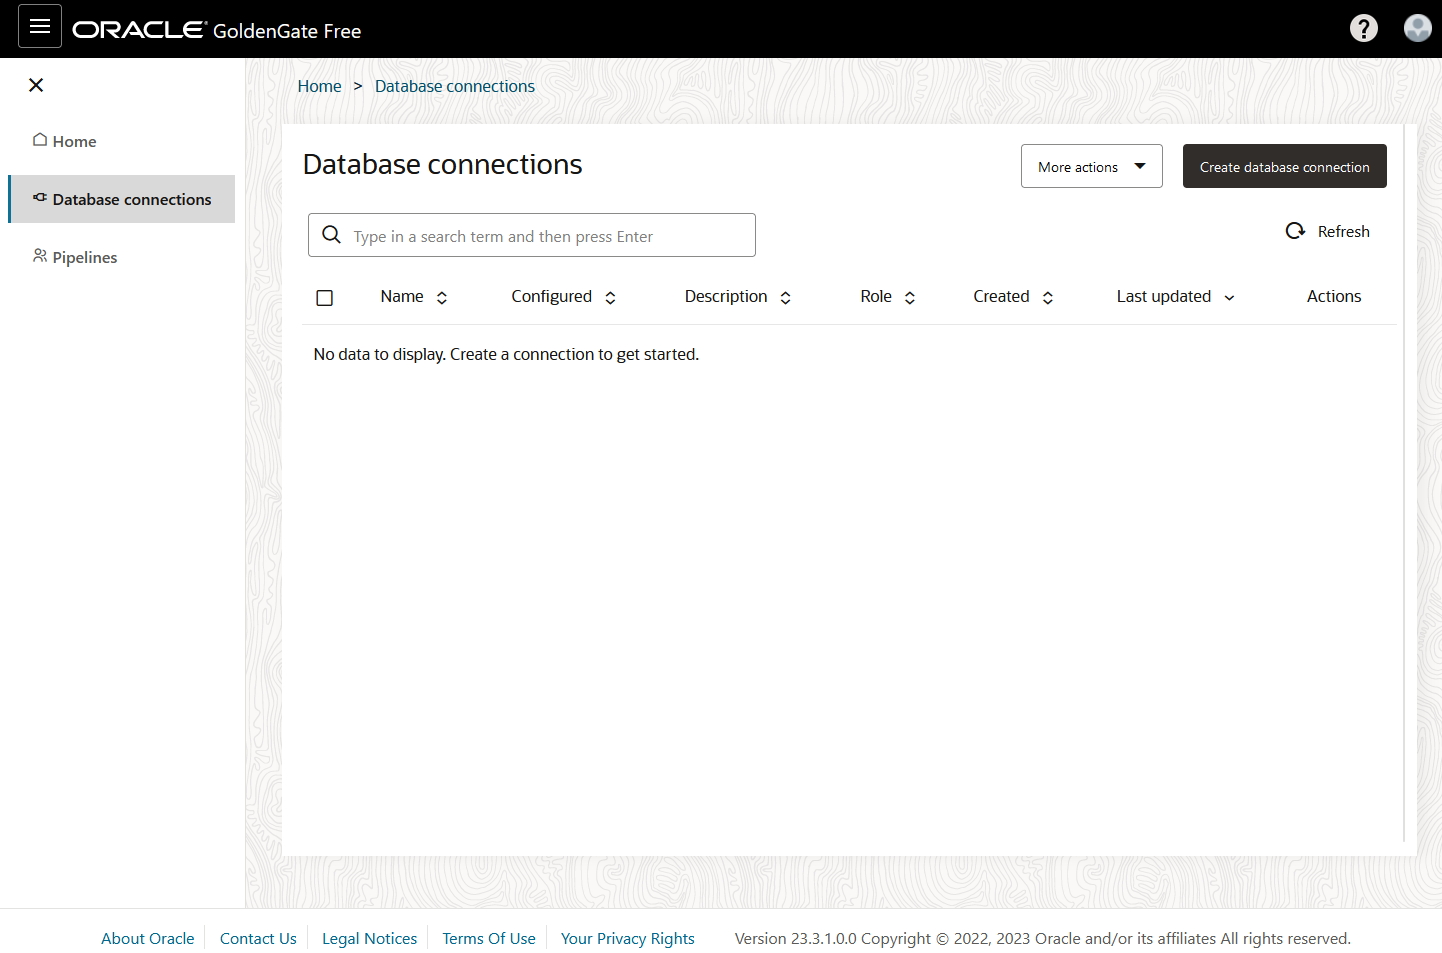 ORACLE GoldenGate Free
Home > Database connections
Home
Database connections
Pipelines
Database connections
More actions
Create database connection
Type in a search term and then press Enter
Refresh
Name Configured Description Role Created Last updated Actions
No data to display. Create a connection to get started.
About Oracle Contact Us Legal Notices Terms Of Use Your Privacy Rights Version 23.3.1.0.0 Copyright © 2022, 2023 Oracle and/or its affiliates All rights reserved.